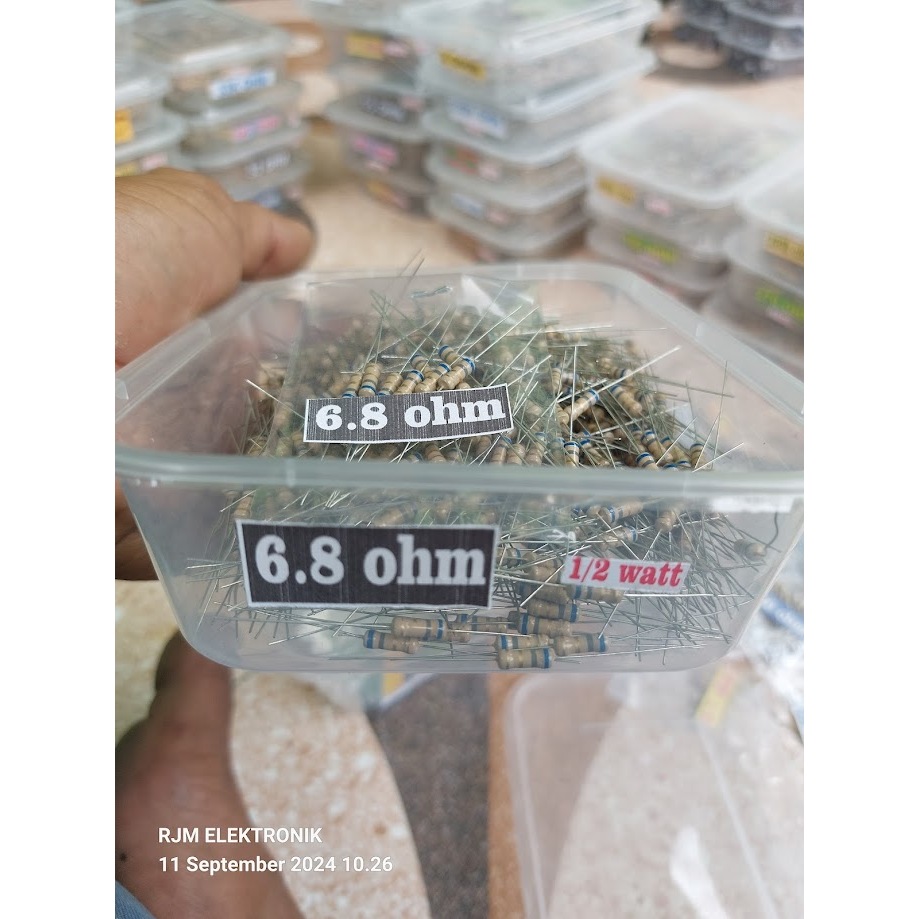 6.8 ohm
6.8 ohm
1/2 watt
RJM ELEKTRONIK
11 September 2024 10.26